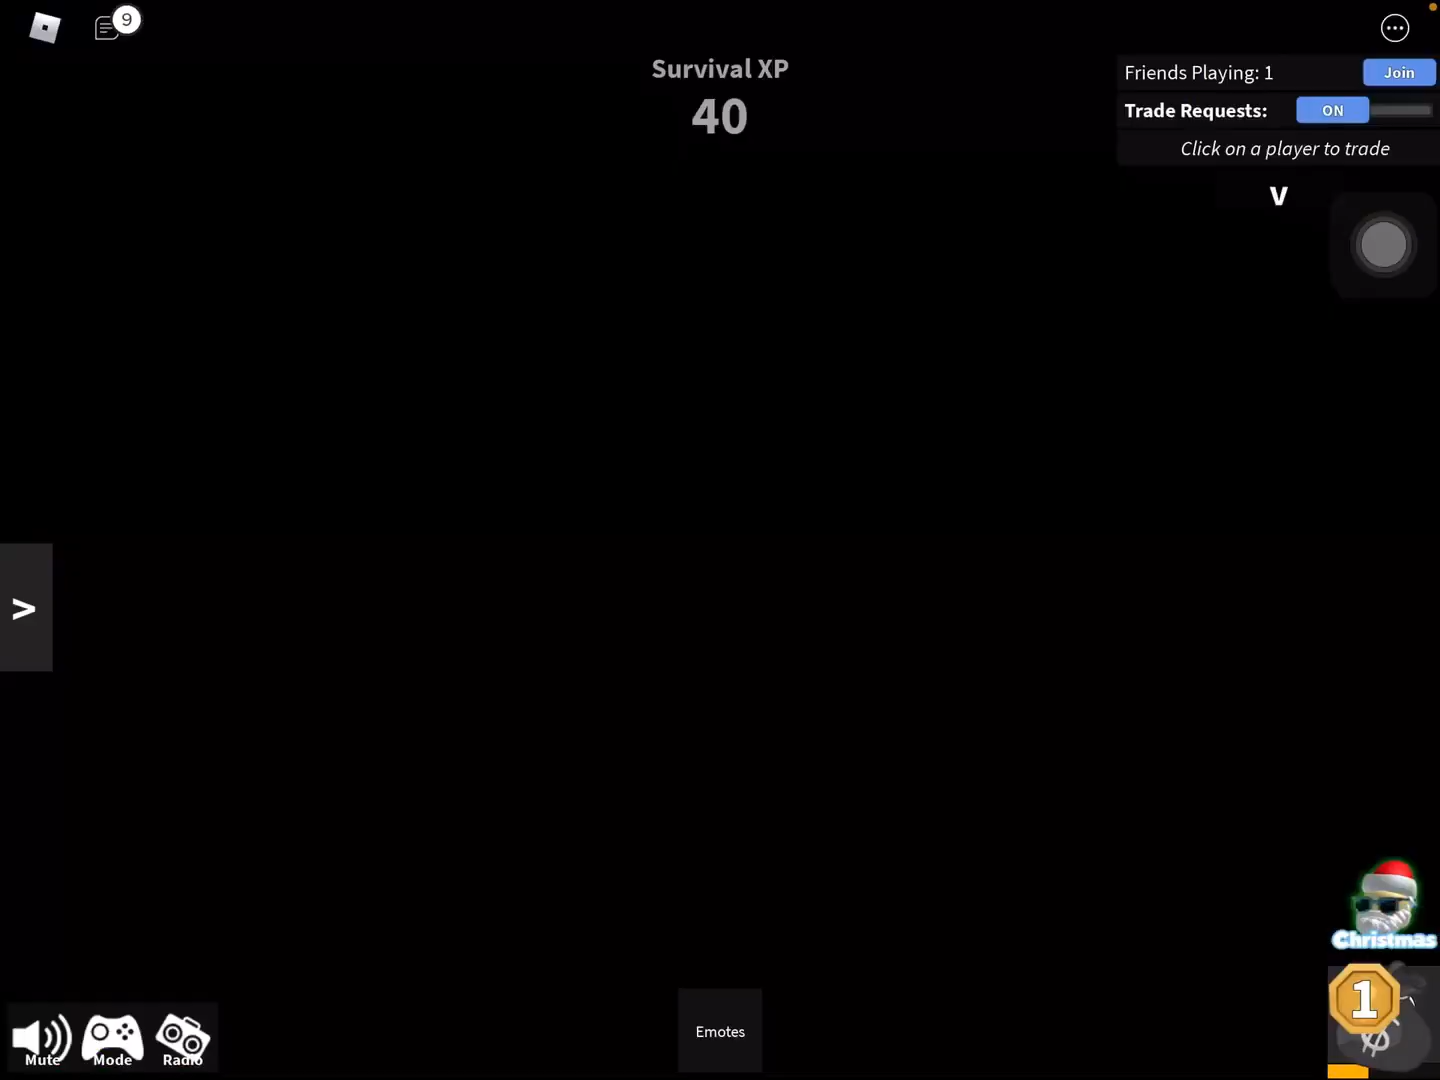 9
Survival XP
40
Friends Playing: 1
Join
Trade Requests:
ON
Click on a player to trade
v
>
Christmas
1
$
Mute
Mode
Radio
Emotes